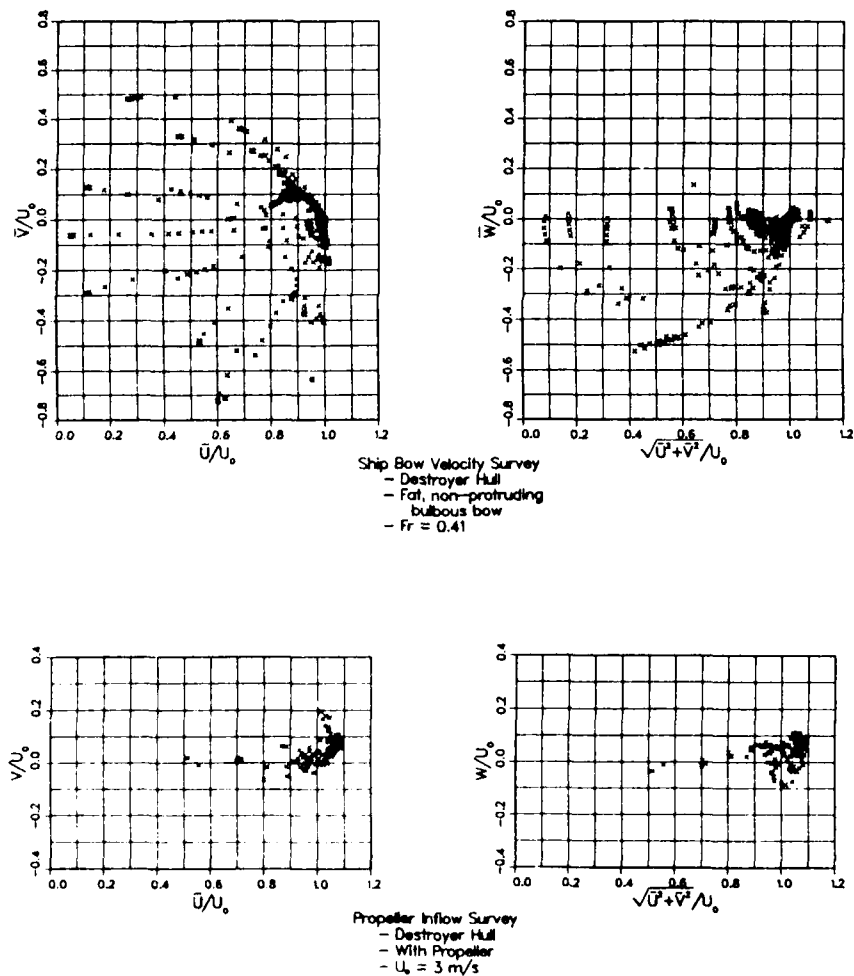 0.8
0.6
0.4
0.2
0.0
-0.2
-0.4
-0.6
-0.8
V̄/U₀
0.0 0.2 0.4 0.6 0.8 1.0 1.2
Ū/U₀
0.8
0.6
0.4
0.2
0.0
-0.2
-0.4
-0.6
-0.8
W̄/U₀
0.0 0.2 0.4 0.6 0.8 1.0 1.2
√Ū²+V̄²/U₀
Ship Bow Velocity Survey
- Destroyer Hull
- Fat, non-protruding
bulbous bow
- Fr = 0.41
0.4
0.2
0.0
-0.2
-0.4
V/U₀
0.0 0.2 0.4 0.6 0.8 1.0 1.2
Ū/U₀
0.4
0.2
0.0
-0.2
-0.4
W/U₀
0.0 0.2 0.4 0.6 0.8 1.0 1.2
√Ū²+V̄²/U₀
Propeller Inflow Survey
- Destroyer Hull
- With Propeller
- U₀ = 3 m/s